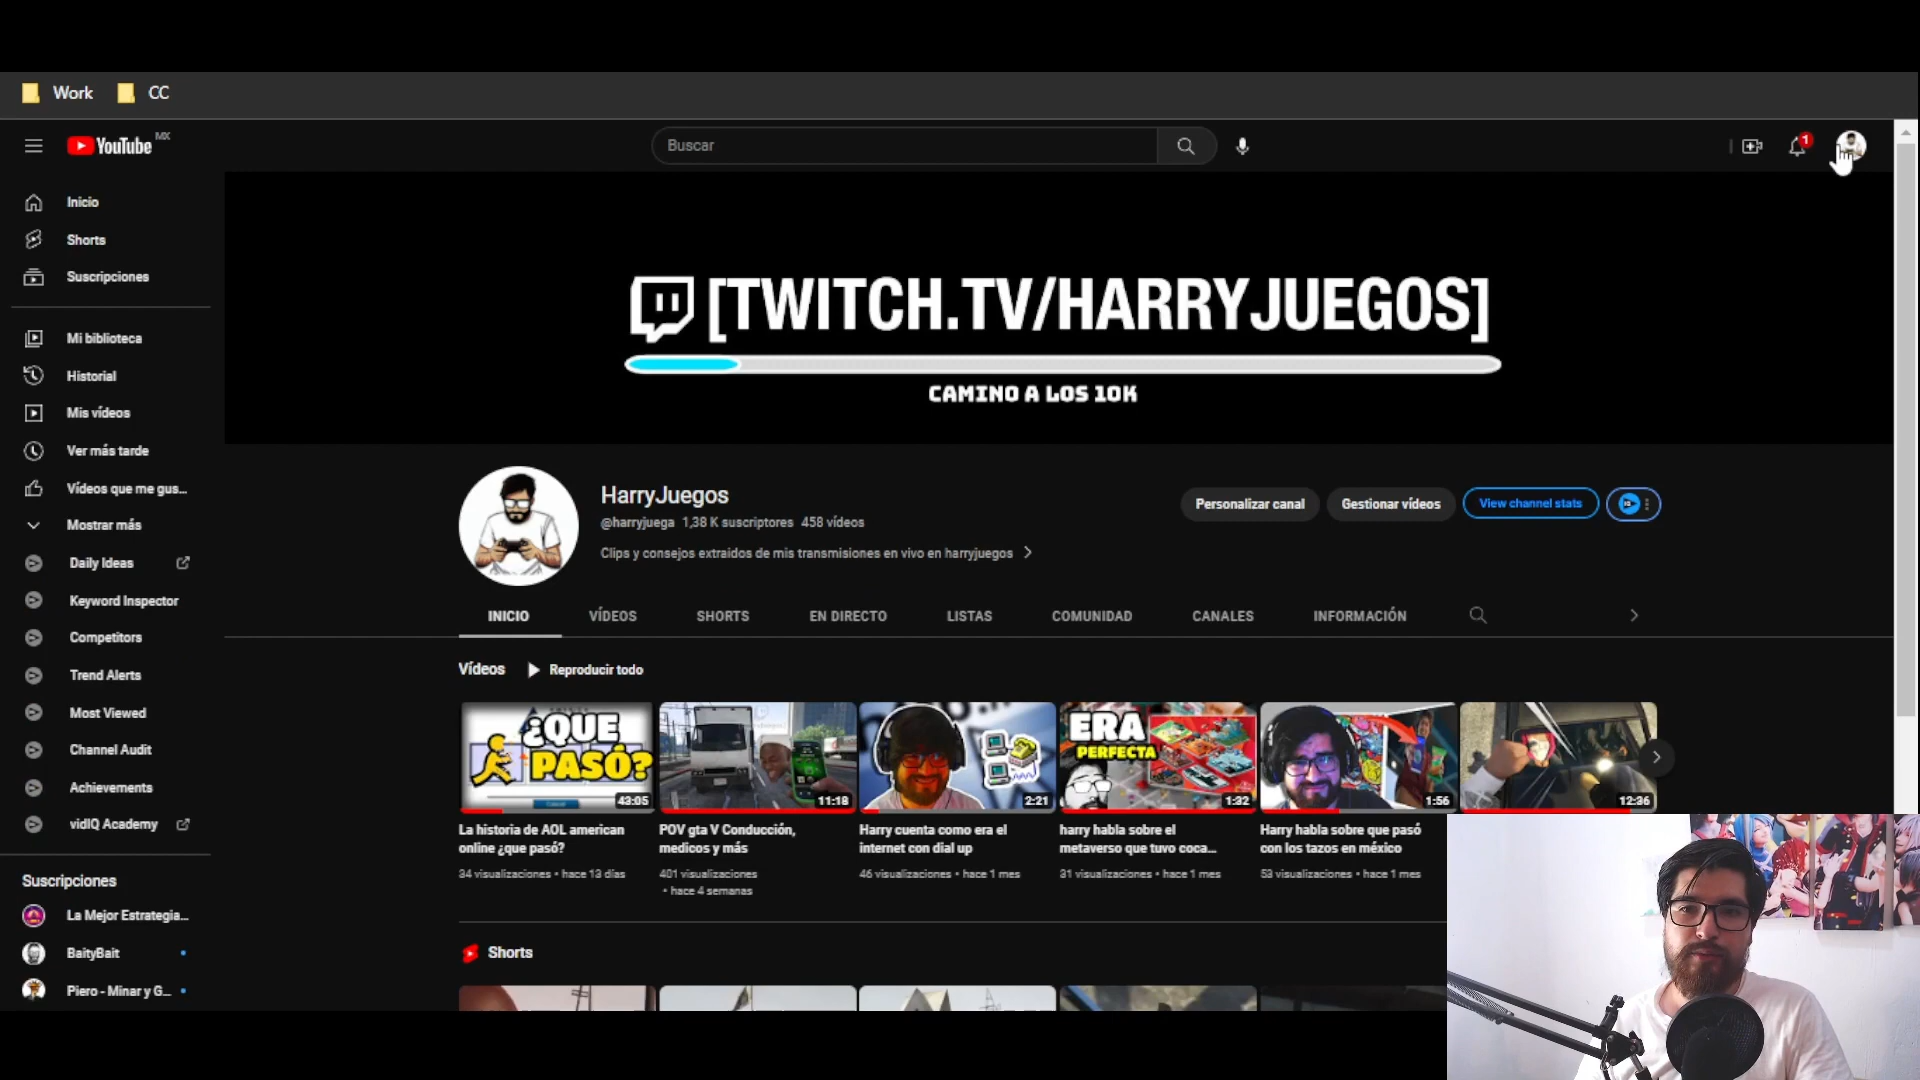 Work
CC
YouTube MX
Buscar
1
Inicio
Shorts
Suscripciones
Mi biblioteca
Historial
Mis vídeos
Ver más tarde
Vídeos que me gus...
Mostrar más
Daily Ideas
Keyword Inspector
Competitors
Trend Alerts
Most Viewed
Channel Audit
Achievements
vidIQ Academy
Suscripciones
La Mejor Estrategia...
BaityBait
Piero - Minar y G...
[TWITCH.TV/HARRYJUEGOS]
CAMINO A LOS 10K
HarryJuegos
@harryjuega 1,38 K suscriptores 458 vídeos
Clips y consejos extraidos de mis transmisiones en vivo en harryjuegos
Personalizar canal
Gestionar vídeos
View channel stats
INICIO
VÍDEOS
SHORTS
EN DIRECTO
LISTAS
COMUNIDAD
CANALES
INFORMACIÓN
Vídeos
Reproducir todo
¿QUE
PASÓ?
43:05
11:18
2:21
ERA
PERFECTA
1:32
1:56
12:36
La historia de AOL american
online ¿que pasó?
34 visualizaciones • hace 13 días
POV gta V Conducción,
medicos y más
401 visualizaciones
• hace 4 semanas
Harry cuenta como era el
internet con dial up
46 visualizaciones • hace 1 mes
harry habla sobre el
metaverso que tuvo coca...
31 visualizaciones • hace 1 mes
Harry habla sobre que pasó
con los tazos en méxico
53 visualizaciones • hace 1 mes
Shorts